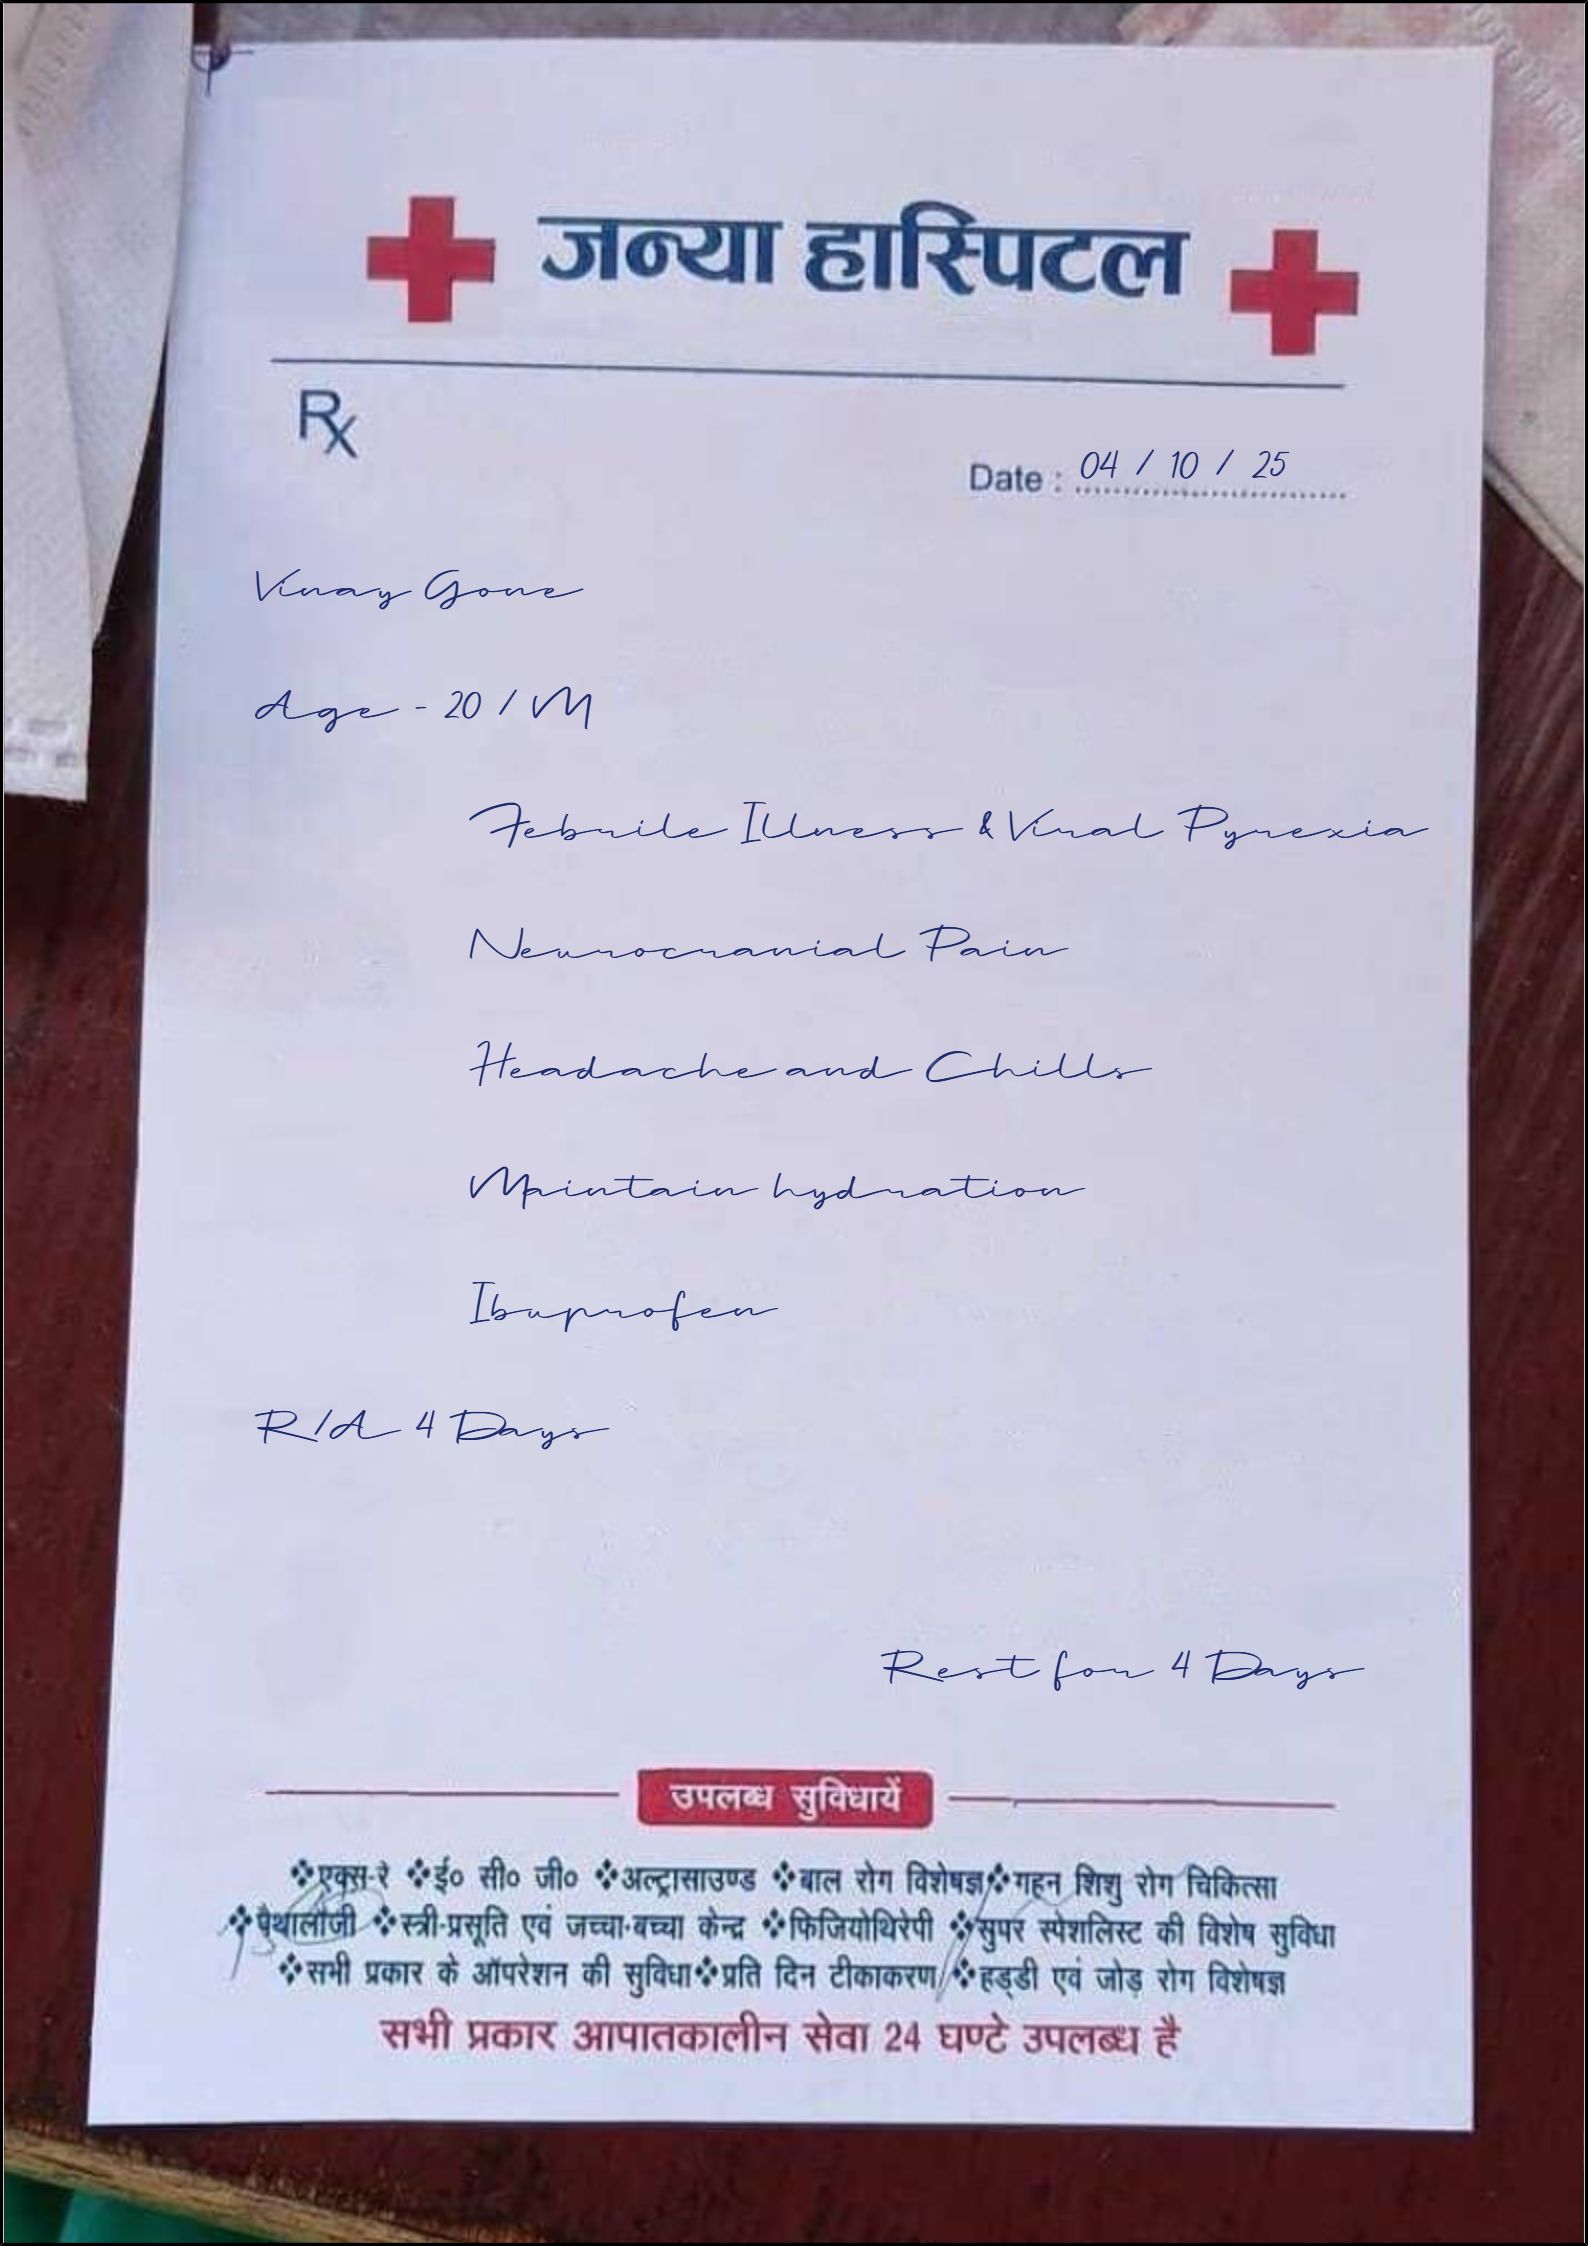 जन्या हास्पिटल
Rx
Date : 04 / 10 / 25
Vinay Gone
Age - 20 / M
Febrile Illness & Viral Pyrexia
Neurocranial Pain
Headache and Chills
Maintain hydration
Ibuprofen
R/A 4 Days
Rest for 4 Days
उपलब्ध सुविधायें
❖एक्स-रे ❖ई० सी० जी० ❖अल्ट्रासाउण्ड ❖बाल रोग विशेषज्ञ❖गहन शिशु रोग चिकित्सा
❖पैथालॉजी ❖स्त्री-प्रसूति एवं जच्चा-बच्चा केन्द्र ❖फिजियोथिरेपी ❖सुपर स्पेशलिस्ट की विशेष सुविधा
❖सभी प्रकार के ऑपरेशन की सुविधा❖प्रति दिन टीकाकरण ❖हड्डी एवं जोड़ रोग विशेषज्ञ
सभी प्रकार आपातकालीन सेवा 24 घण्टे उपलब्ध है